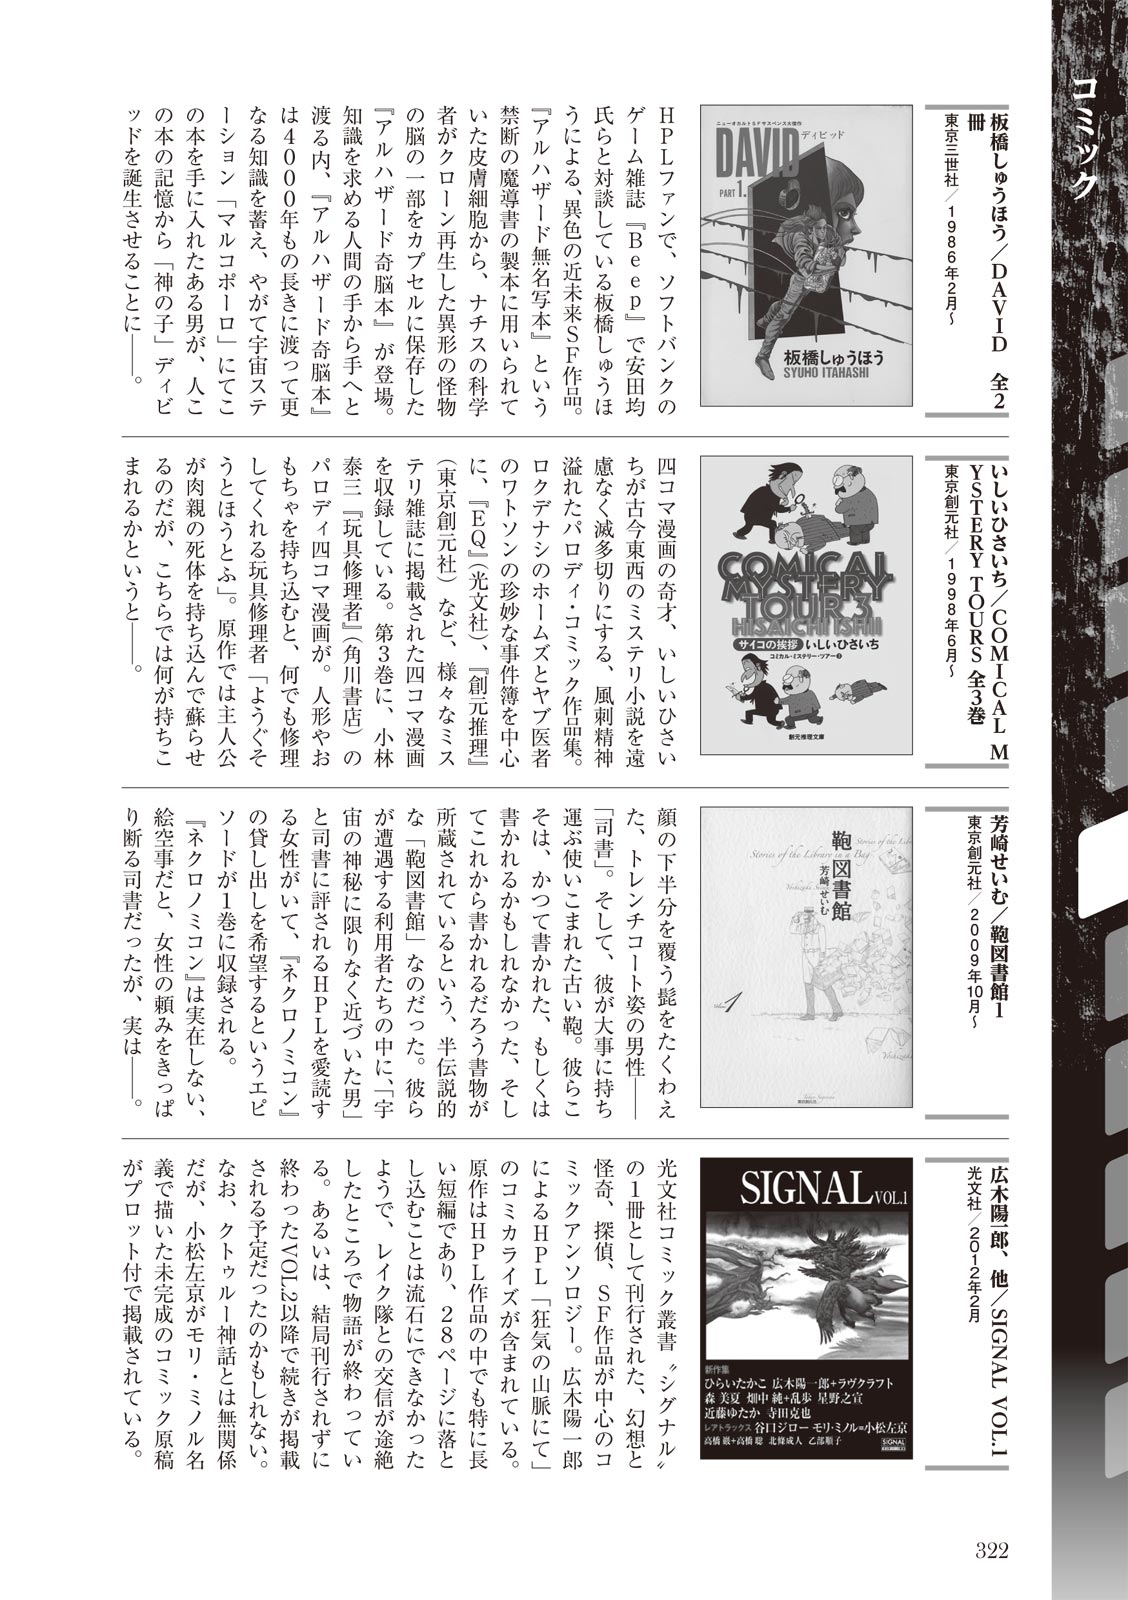 コミック
板橋しゅうほう／DAVID　全2
冊
東京三世社／1986年2月～
ニューオカルトSFサスペンス大傑作
DAVID
ディビッド
PART 1.
板橋しゅうほう
SYUHO ITAHASHI
HPLファンで、ソフトバンクの
ゲーム雑誌『Beep』で安田均
氏らと対談している板橋しゅうほ
うによる、異色の近未来SF作品。
『アルハザード無名写本』という
禁断の魔導書の製本に用いられて
いた皮膚細胞から、ナチスの科学
者がクローン再生した異形の怪物
の脳の一部をカプセルに保存した
『アルハザード奇脳本』が登場。
知識を求める人間の手から手へと
渡る内、『アルハザード奇脳本』
は4000年もの長きに渡って更
なる知識を蓄え、やがて宇宙ステ
ーション「マルコポーロ」にてこ
の本を手に入れたある男が、人こ
の本の記憶から「神の子」ディビ
ッドを誕生させることに――。
いしいひさいち／COMICAL M
YSTERY TOURS 全3巻
東京創元社／1998年6月～
COMICAL
MYSTERY
TOUR 3
HISAICHI ISHII
サイコの挨拶 いしいひさいち
コミカル・ミステリー・ツアー3
創元推理文庫
四コマ漫画の奇才、いしいひさい
ちが古今東西のミステリ小説を遠
慮なく滅多切りにする、風刺精神
溢れたパロディ・コミック作品集。
ロクデナシのホームズとヤブ医者
のワトソンの珍妙な事件簿を中心
に、『EQ』（光文社）、『創元推理』
（東京創元社）など、様々なミス
テリ雑誌に掲載された四コマ漫画
を収録している。第3巻に、小林
泰三『玩具修理者』（角川書店）の
パロディ四コマ漫画が。人形やお
もちゃを持ち込むと、何でも修理
してくれる玩具修理者「ようぐそ
うとほうとふ」。原作では主人公
が肉親の死体を持ち込んで蘇らせ
るのだが、こちらでは何が持ちこ
まれるかというと――。
芳崎せいむ／鞄図書館1
東京創元社／2009年10月～
鞄図書館
芳崎せいむ
Stories of the Library in a Bag
Volume 1
東京創元社
顔の下半分を覆う髭をたくわえ
た、トレンチコート姿の男性――
「司書」。そして、彼が大事に持ち
運ぶ使いこまれた古い鞄。彼らこ
そは、かつて書かれた、もしくは
書かれるかもしれなかった、そし
てこれから書かれるだろう書物が
所蔵されているという、半伝説的
な「鞄図書館」なのだった。彼ら
が遭遇する利用者たちの中に、「宇
宙の神秘に限りなく近づいた男」
と司書に評されるHPLを愛読す
る女性がいて、『ネクロノミコン』
の貸し出しを希望するというエピ
ソードが1巻に収録される。
『ネクロノミコン』は実在しない、
絵空事だと、女性の頼みをきっぱ
り断る司書だったが、実は――。
広木陽一郎、他／SIGNAL VOL.1
光文社／2012年2月
SIGNAL VOL.1
新作集
ひらいたかこ 広木陽一郎+ラヴクラフト
森 美夏 畑中 純+乱歩 星野之宣
近藤ゆたか 寺田克也
レアトラックス 谷口ジロー モリ・ミノル=小松左京
高橋 厳+高橋 聡 北條成人 乙部順子
SIGNAL
光文社コミック叢書〝シグナル〟
の1冊として刊行された、幻想と
怪奇、探偵、SF作品が中心のコ
ミックアンソロジー。広木陽一郎
によるHPL「狂気の山脈にて」
のコミカライズが含まれている。
原作はHPL作品の中でも特に長
い短編であり、28ページに落と
し込むことは流石にできなかった
ようで、レイク隊との交信が途絶
したところで物語が終わってい
る。あるいは、結局刊行されずに
終わったVOL.2以降で続きが掲載
される予定だったのかもしれない。
なお、クトゥルー神話とは無関係
だが、小松左京がモリ・ミノル名
義で描いた未完成のコミック原稿
がプロット付で掲載されている。
322